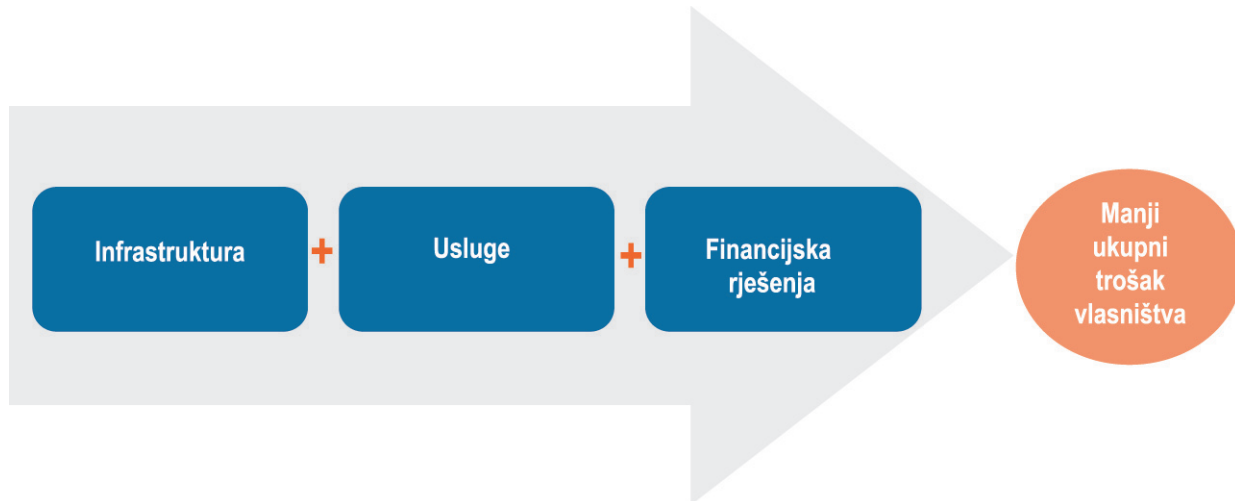 Infrastruktura
+
Usluge
+
Financijska
rješenja
Manji
ukupni
trošak
vlasništva